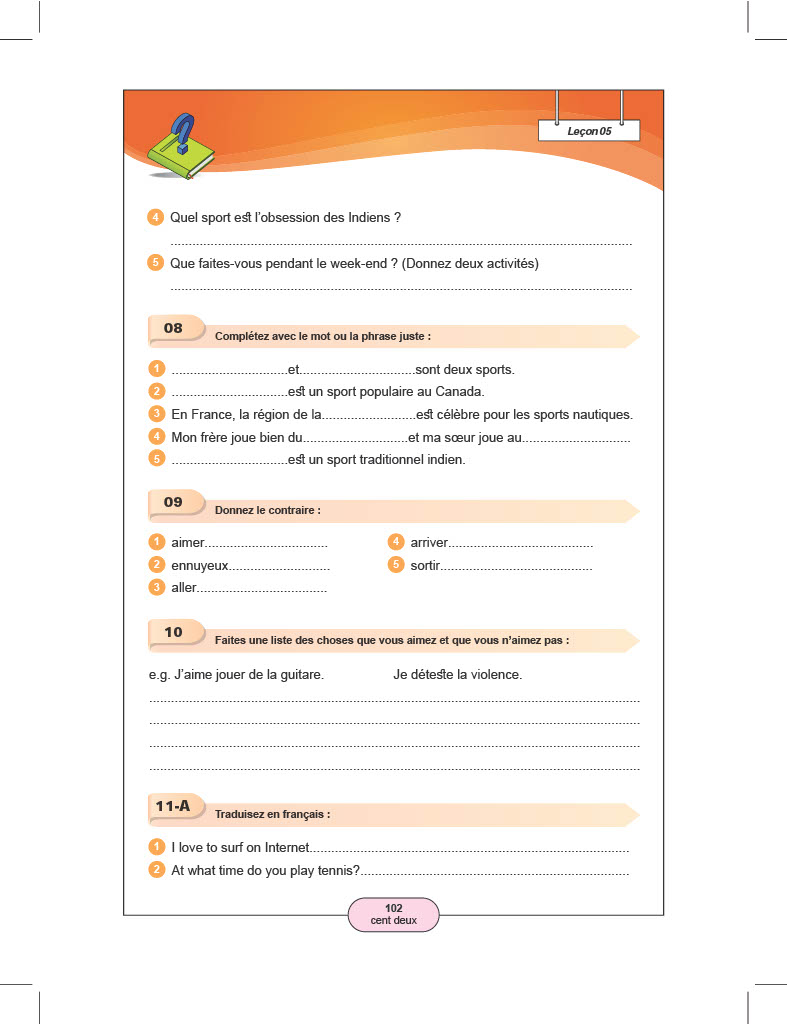 Leçon 05
4 Quel sport est l'obsession des Indiens ?
................................................................................................................................
5 Que faites-vous pendant le week-end ? (Donnez deux activités)
................................................................................................................................
08 Complétez avec le mot ou la phrase juste :
1 ................................et................................sont deux sports.
2 ................................est un sport populaire au Canada.
3 En France, la région de la..........................est célèbre pour les sports nautiques.
4 Mon frère joue bien du.............................et ma sœur joue au..............................
5 ................................est un sport traditionnel indien.
09 Donnez le contraire :
1 aimer.................................. 4 arriver........................................
2 ennuyeux............................ 5 sortir..........................................
3 aller....................................
10 Faites une liste des choses que vous aimez et que vous n'aimez pas :
e.g. J'aime jouer de la guitare. Je déteste la violence.
................................................................................................................................
................................................................................................................................
................................................................................................................................
................................................................................................................................
11-A Traduisez en français :
1 I love to surf on Internet........................................................................................
2 At what time do you play tennis?..........................................................................
102
cent deux